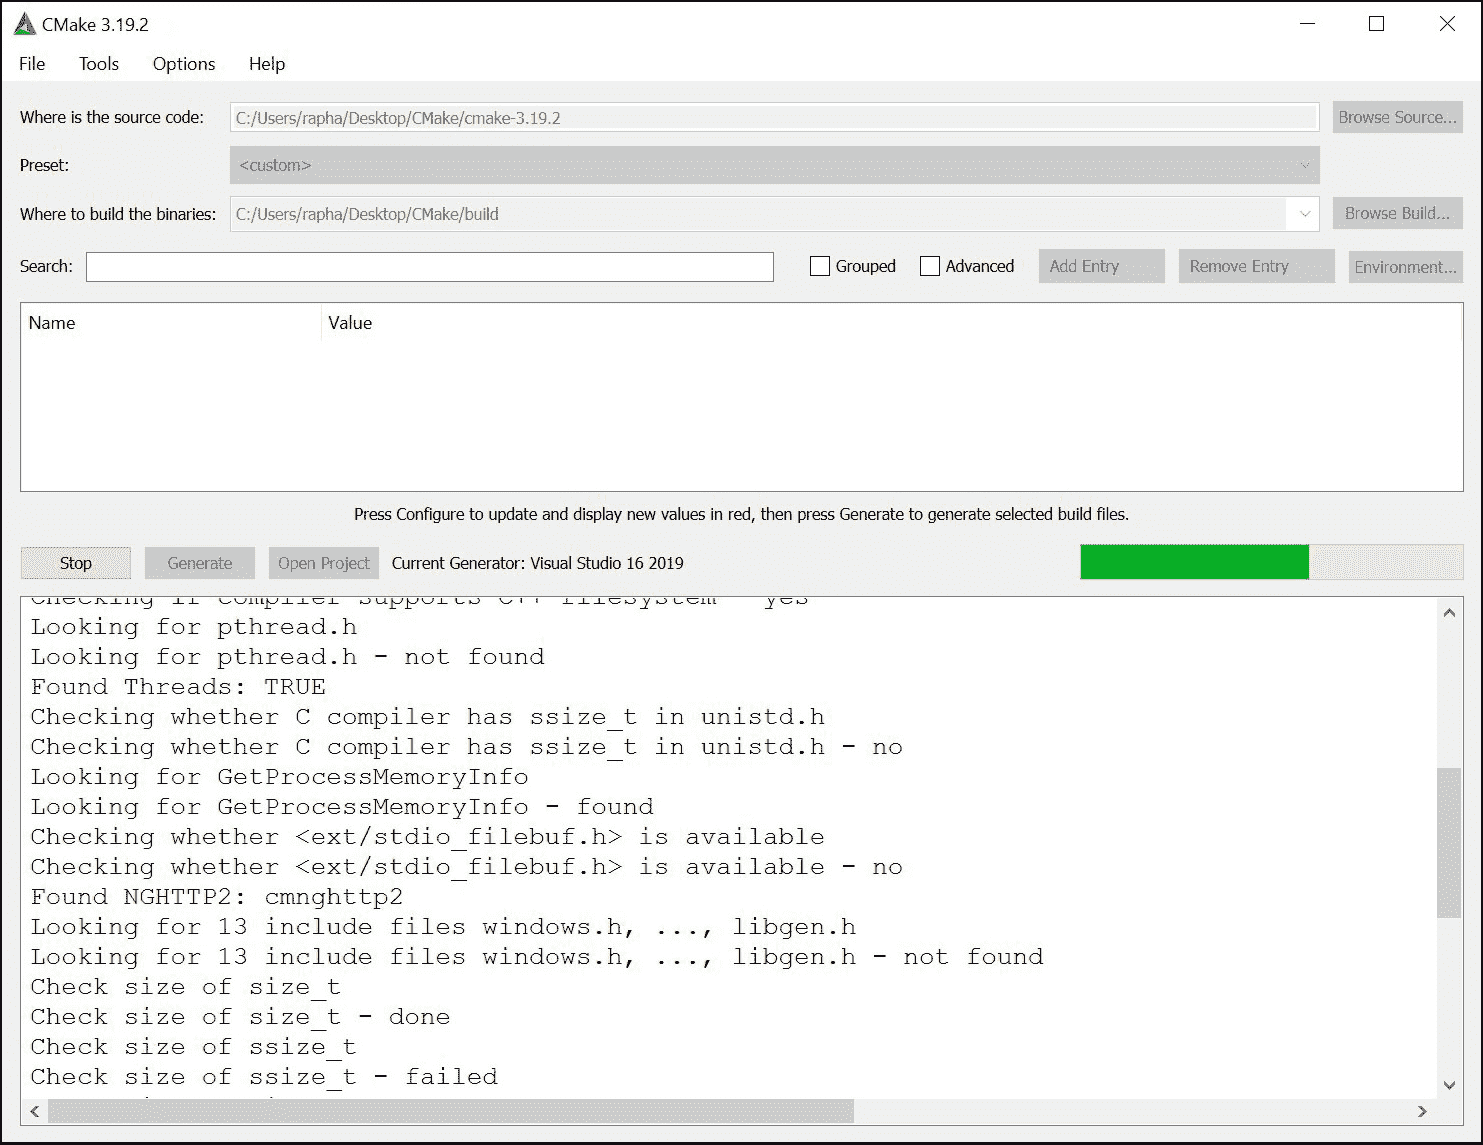 CMake 3.19.2
File Tools Options Help
Where is the source code: C:/Users/rapha/Desktop/CMake/cmake-3.19.2 Browse Source...
Preset: <custom>
Where to build the binaries: C:/Users/rapha/Desktop/CMake/build Browse Build...
Search: Grouped Advanced Add Entry Remove Entry Environment...
Name Value
Press Configure to update and display new values in red, then press Generate to generate selected build files.
Stop Generate Open Project Current Generator: Visual Studio 16 2019
Checking if compiler supports C++ filesystem - yes
Looking for pthread.h
Looking for pthread.h - not found
Found Threads: TRUE
Checking whether C compiler has ssize_t in unistd.h
Checking whether C compiler has ssize_t in unistd.h - no
Looking for GetProcessMemoryInfo
Looking for GetProcessMemoryInfo - found
Checking whether <ext/stdio_filebuf.h> is available
Checking whether <ext/stdio_filebuf.h> is available - no
Found NGHTTP2: cmnghttp2
Looking for 13 include files windows.h, ..., libgen.h
Looking for 13 include files windows.h, ..., libgen.h - not found
Check size of size_t
Check size of size_t - done
Check size of ssize_t
Check size of ssize_t - failed